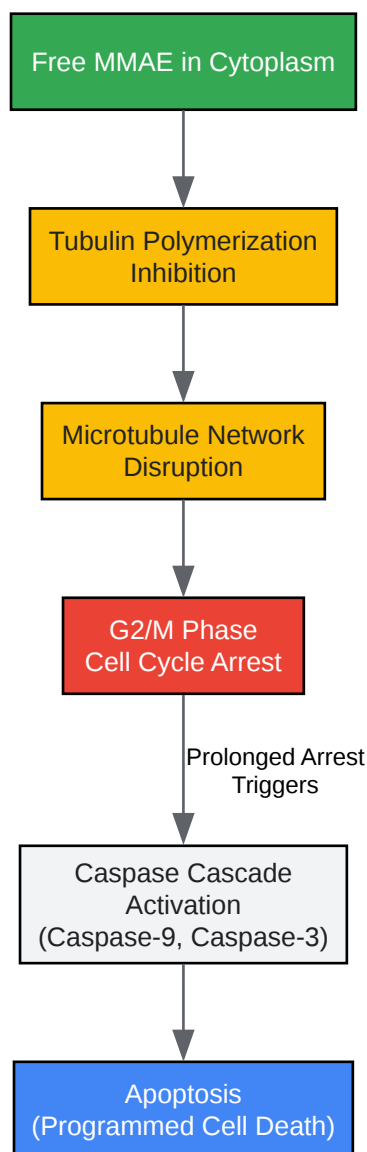 Free MMAE in Cytoplasm
Tubulin Polymerization
Inhibition
Microtubule Network
Disruption
G2/M Phase
Cell Cycle Arrest
Prolonged Arrest
Triggers
Caspase Cascade
Activation
(Caspase-9, Caspase-3)
Apoptosis
(Programmed Cell Death)